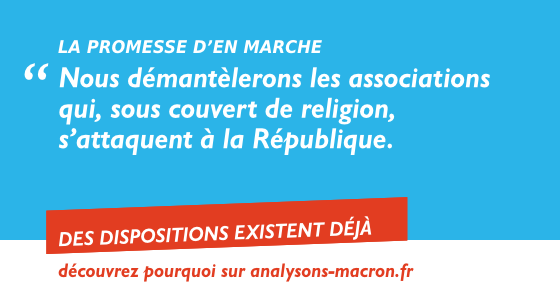 LA PROMESSE D’EN MARCHE
“ Nous démantèlerons les associations
qui, sous couvert de religion,
s’attaquent à la République.
DES DISPOSITIONS EXISTENT DÉJÀ
découvrez pourquoi sur analysons-macron.fr